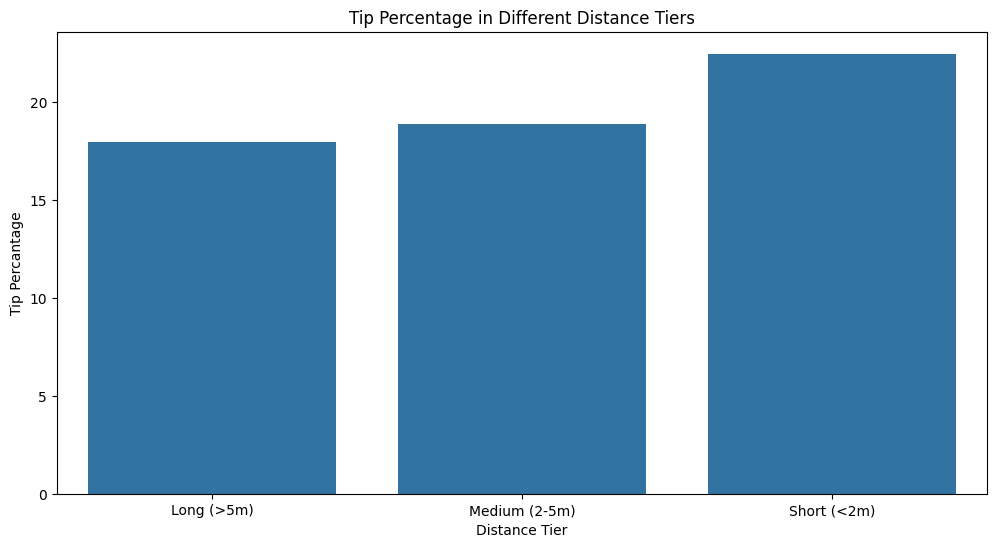 Tip Percentage in Different Distance Tiers
Tip Percantage
20
15
10
5
0
Long (>5m)
Medium (2-5m)
Short (<2m)
Distance Tier